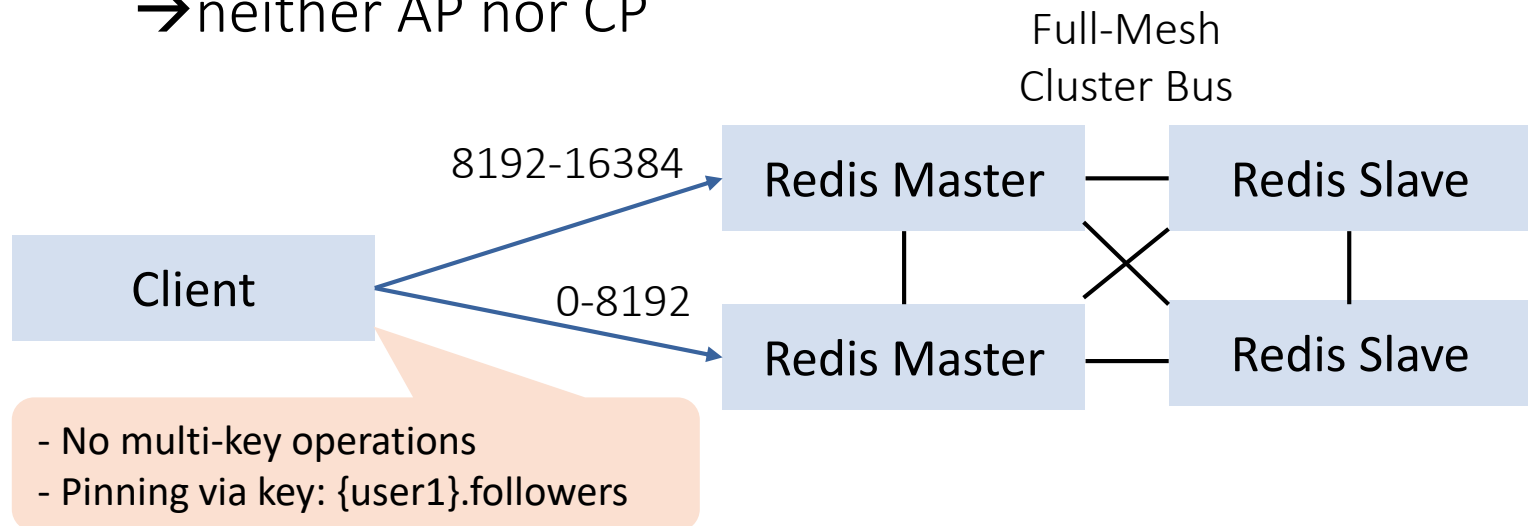 →neither AP nor CP
Full-Mesh
Cluster Bus
8192-16384
Redis Master
Redis Slave
Client
0-8192
Redis Master
Redis Slave
- No multi-key operations
- Pinning via key: {user1}.followers